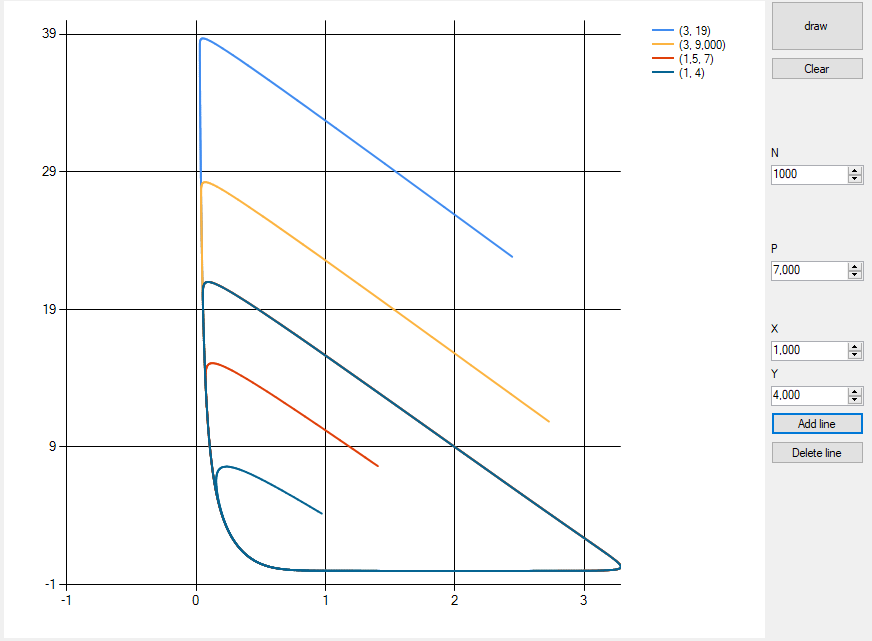 39
29
19
9
-1
-1
0
1
2
3
(3, 19)
(3, 9,000)
(1,5, 7)
(1, 4)
draw
Clear
N
1000
P
7,000
X
1,000
Y
4,000
Add line
Delete line